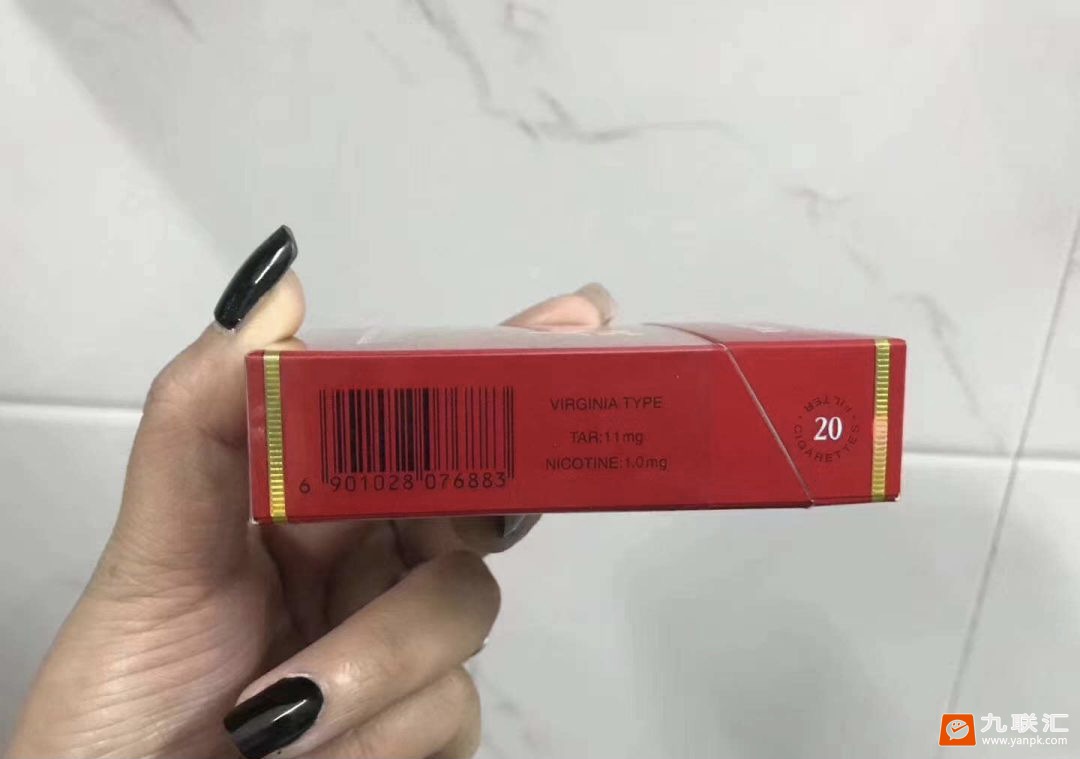 VIRGINIA TYPE
TAR:11mg
NICOTINE:1.0mg
6 901028 076883
FILTER
20
CIGARETTES
九联汇
www.yanpk.com